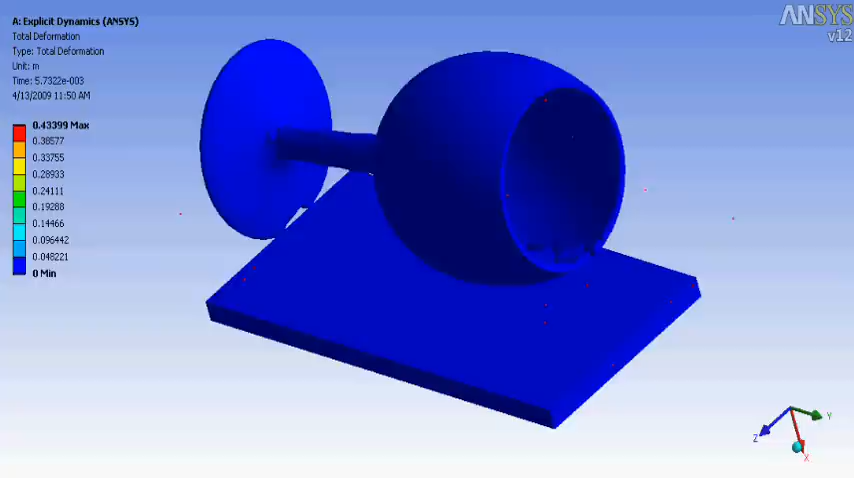 A: Explicit Dynamics (ANSYS)
Total Deformation
Type: Total Deformation
Unit: m
Time: 5.7322e-003
4/13/2009 11:50 AM
0.43399 Max
0.38577
0.33755
0.28933
0.24111
0.19288
0.14466
0.096442
0.048221
0 Min
ANSYS
v12
Y
Z
X